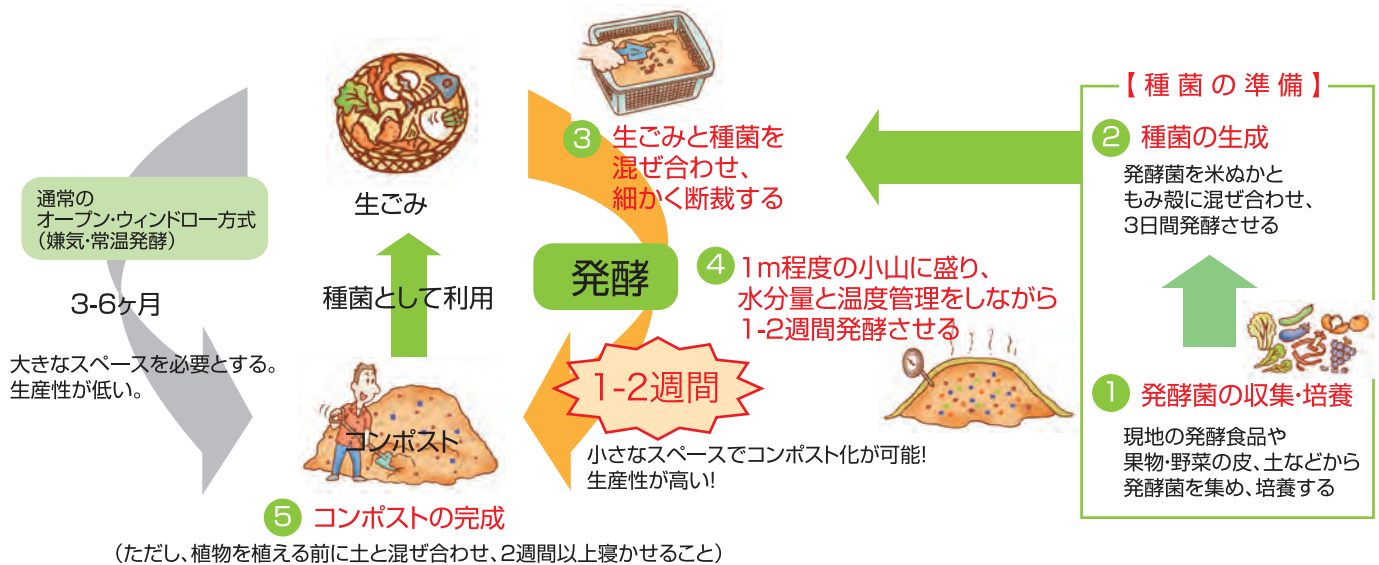 通常の
オープン・ウィンドロー方式
（嫌気・常温発酵）
3-6ヶ月
大きなスペースを必要とする。
生産性が低い。
生ごみ
種菌として利用
コンポスト
発酵
3 生ごみと種菌を
混ぜ合わせ、
細かく断裁する
4 1m程度の小山に盛り、
水分量と温度管理をしながら
1-2週間発酵させる
1-2週間
小さなスペースでコンポスト化が可能！
生産性が高い！
5 コンポストの完成
（ただし、植物を植える前に土と混ぜ合わせ、2週間以上寝かせること）
【種菌の準備】
2 種菌の生成
発酵菌を米ぬかと
もみ殻に混ぜ合わせ、
3日間発酵させる
1 発酵菌の収集・培養
現地の発酵食品や
果物・野菜の皮、土などから
発酵菌を集め、培養する